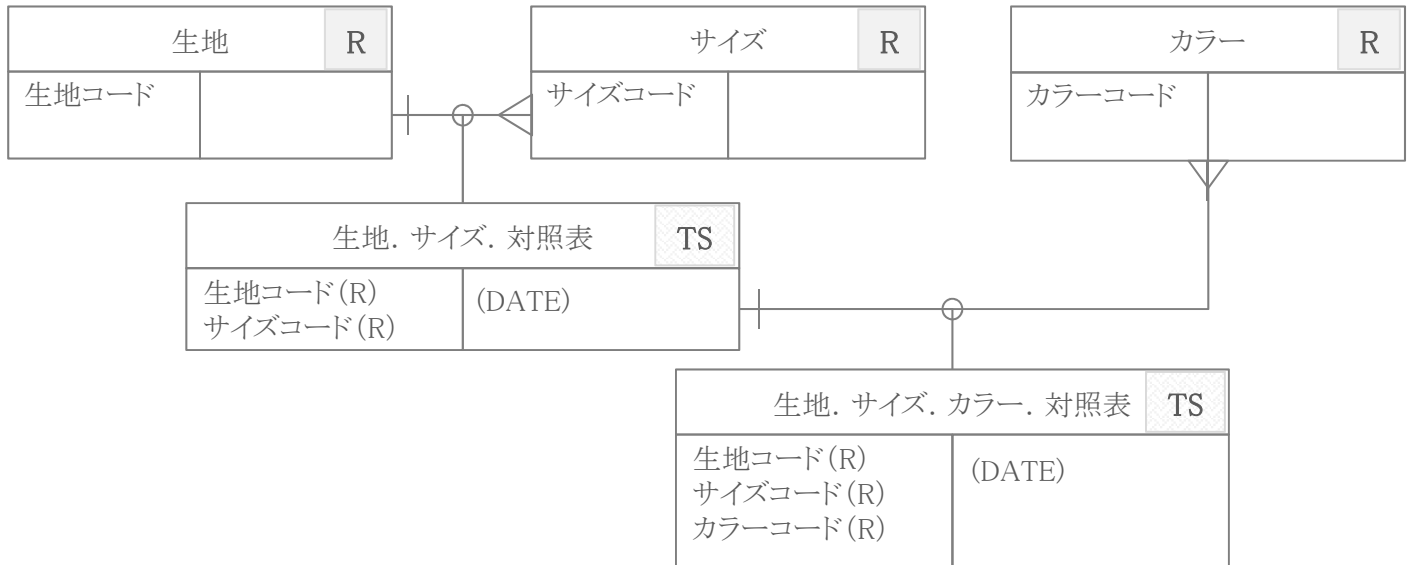 生地 R
サイズ R
カラー R
生地コード
サイズコード
カラーコード
生地. サイズ. 対照表 TS
生地コード(R)
サイズコード(R)
(DATE)
生地. サイズ. カラー. 対照表 TS
生地コード(R)
サイズコード(R)
カラーコード(R)
(DATE)